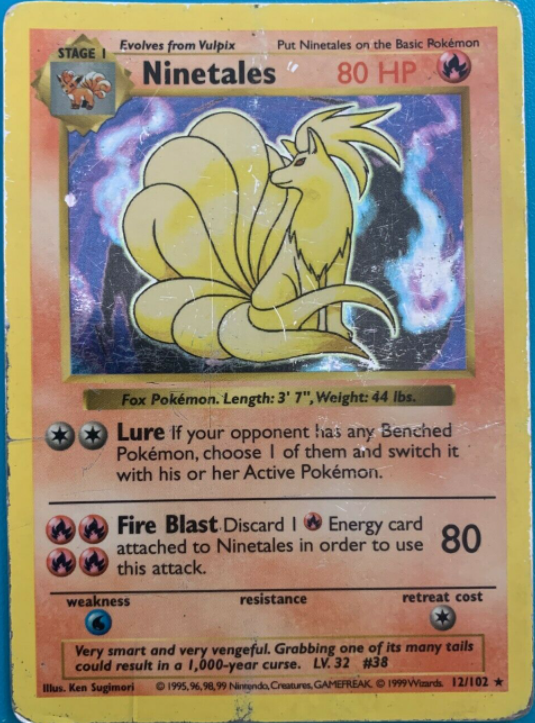 Evolves from Vulpix Put Ninetales on the Basic Pokémon
STAGE 1
Ninetales 80 HP
Fox Pokémon. Length: 3' 7", Weight: 44 lbs.
Lure If your opponent has any Benched
Pokémon, choose 1 of them and switch it
with his or her Active Pokémon.
Fire Blast Discard 1 Energy card
attached to Ninetales in order to use 80
this attack.
weakness resistance retreat cost
Very smart and very vengeful. Grabbing one of its many tails
could result in a 1,000-year curse. LV. 32 #38
Illus. Ken Sugimori © 1995, 96, 98, 99 Nintendo, Creatures, GAMEFREAK. © 1999 Wizards. 12/102 ★